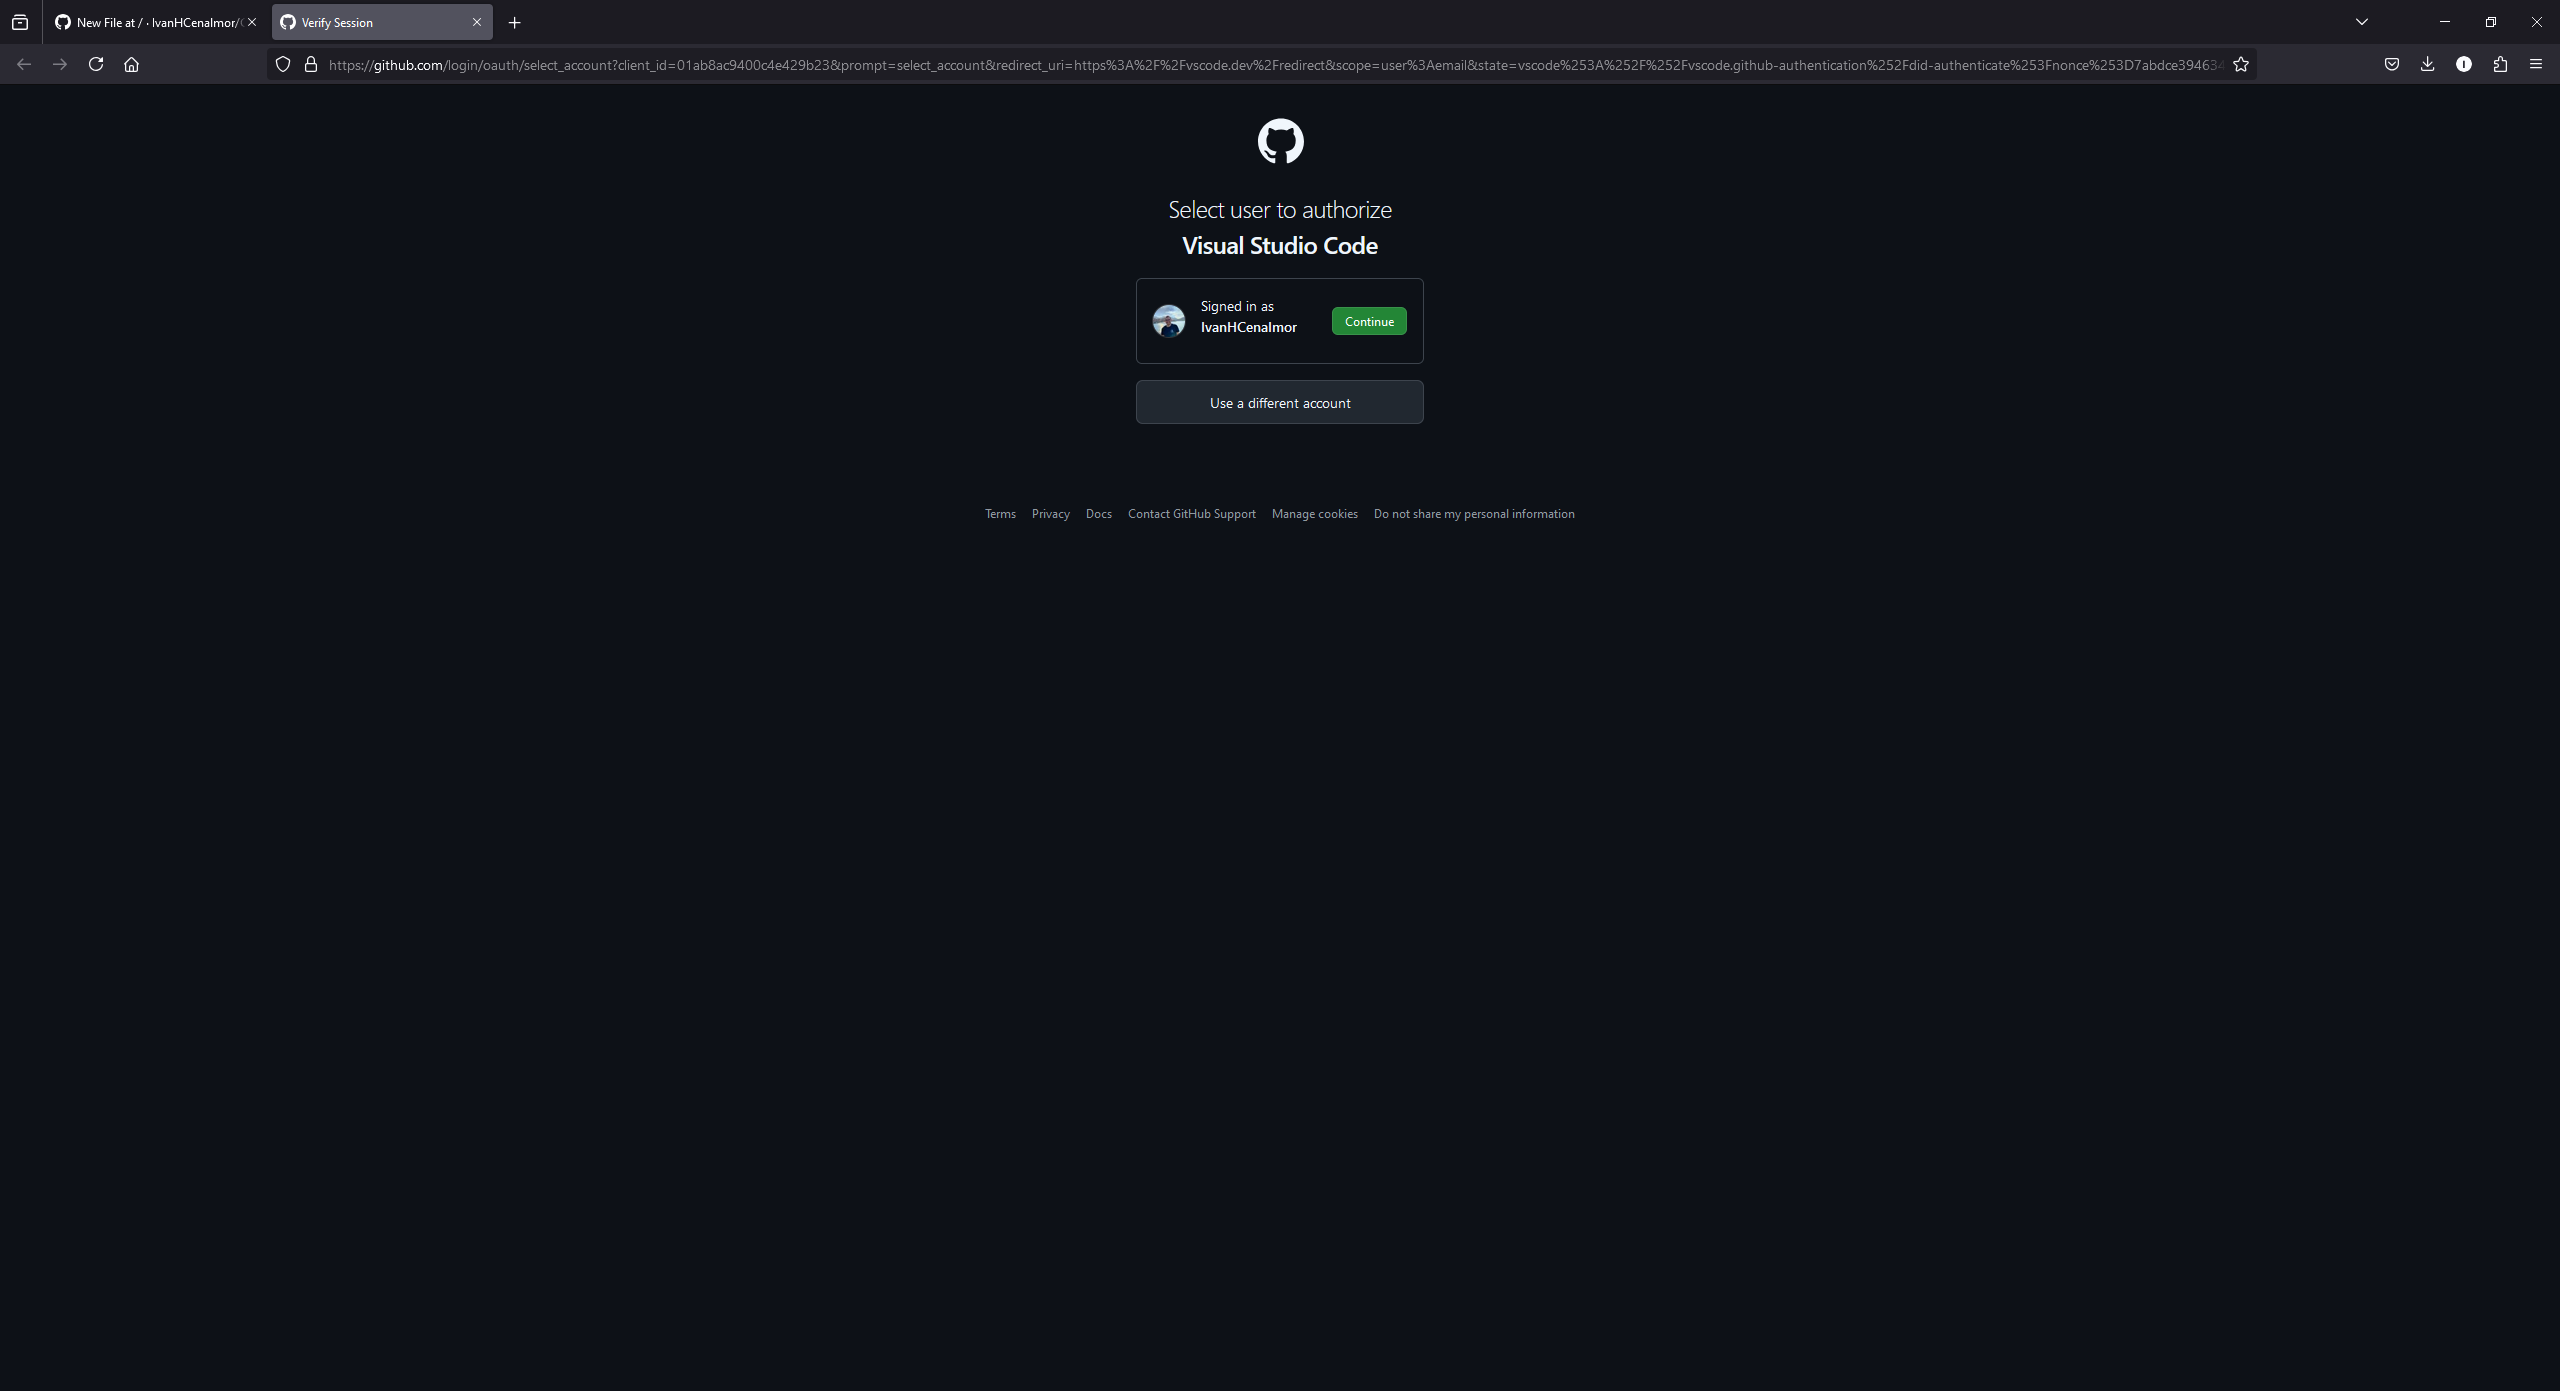 New File at / · IvanHCenalmor/
Verify Session
https://github.com/login/oauth/select_account?client_id=01ab8ac9400c4e429b23&prompt=select_account&redirect_uri=https%3A%2F%2Fvscode.dev%2Fredirect&scope=user%3Aemail&state=vscode%253A%252F%252Fvscode.github-authentication%252Fdid-authenticate%253Fnonce%253D7abdce394634
Select user to authorize
Visual Studio Code
Signed in as
IvanHCenalmor
Continue
Use a different account
Terms Privacy Docs Contact GitHub Support Manage cookies Do not share my personal information